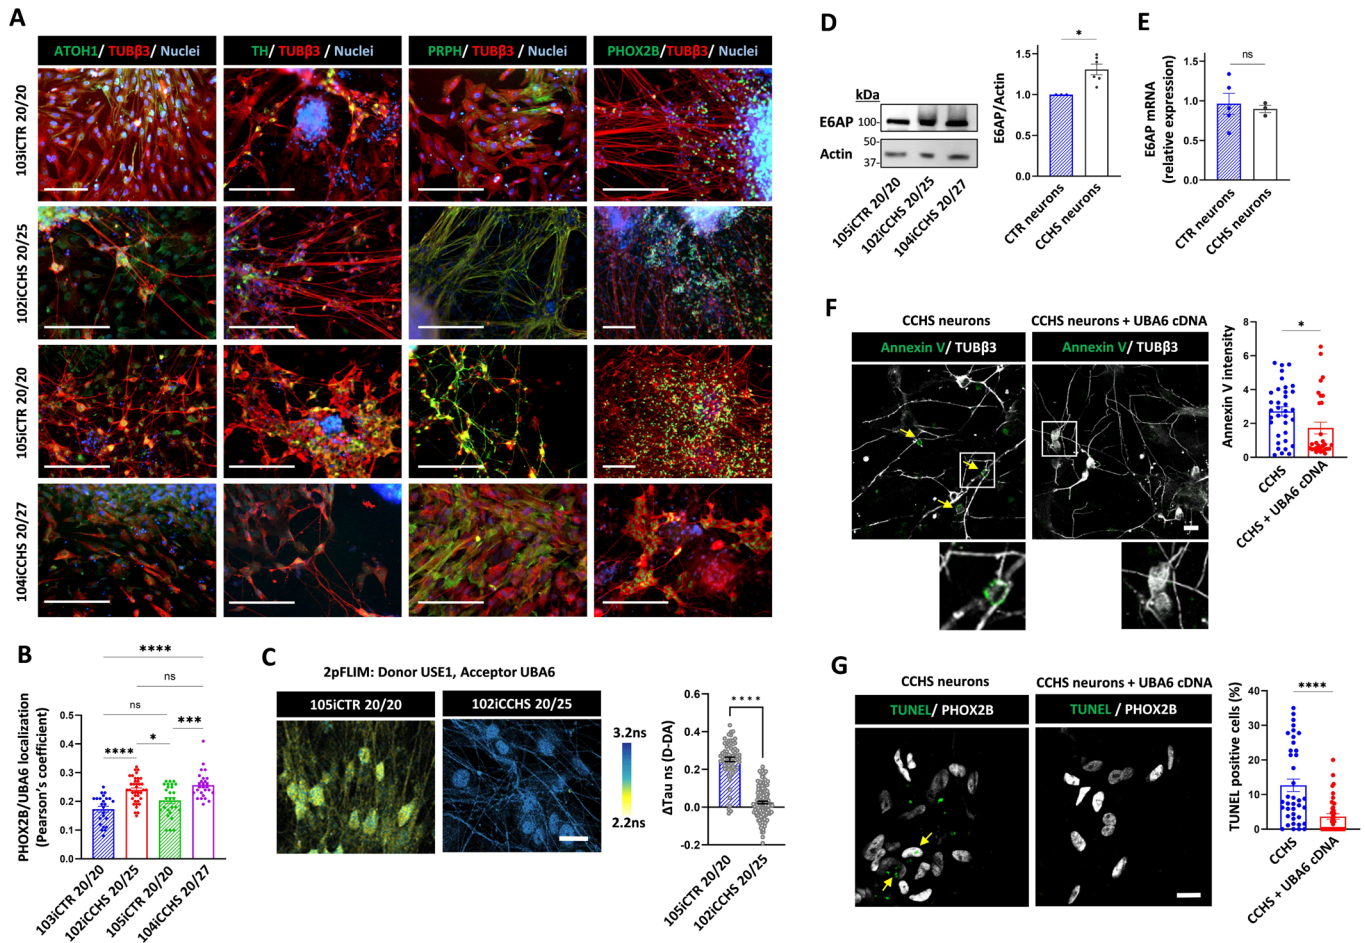 A
ATOH1/ TUBβ3/ Nuclei
TH/ TUBβ3 / Nuclei
PRPH/ TUBβ3 / Nuclei
PHOX2B/TUBβ3/ Nuclei
103iCTR 20/20
102iCCHS 20/25
105iCTR 20/20
104iCCHS 20/27
B
PHOX2B/UBA6 localization
(Pearson's coefficient)
0.5
0.4
0.3
0.2
0.1
0.0
****
ns
ns
***
****
*
103iCTR 20/20
102iCCHS 20/25
105iCTR 20/20
104iCCHS 20/27
C
2pFLIM: Donor USE1, Acceptor UBA6
105iCTR 20/20
102iCCHS 20/25
3.2ns
2.2ns
ΔTau ns (D-DA)
0.6
0.4
0.2
0.0
-0.2
****
105iCTR 20/20
102iCCHS 20/25
D
kDa
E6AP
100
Actin
50
37
105iCTR 20/20
102iCCHS 20/25
104iCCHS 20/27
E6AP/Actin
1.5
1.0
0.5
0.0
*
CTR neurons
CCHS neurons
E
E6AP mRNA
(relative expression)
1.5
1.0
0.5
0.0
ns
CTR neurons
CCHS neurons
F
CCHS neurons
CCHS neurons + UBA6 cDNA
Annexin V/ TUBβ3
Annexin V/ TUBβ3
Annexin V intensity
8
6
4
2
0
*
CCHS
CCHS + UBA6 cDNA
G
CCHS neurons
CCHS neurons + UBA6 cDNA
TUNEL/ PHOX2B
TUNEL / PHOX2B
TUNEL positive cells (%)
40
30
20
10
0
****
CCHS
CCHS + UBA6 cDNA